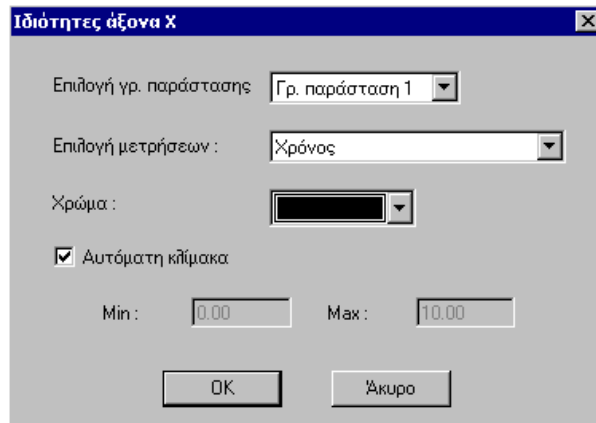 Ιδιότητες άξονα Χ
Επιλογή γρ. παράστασης Γρ. παράσταση 1
Επιλογή μετρήσεων : Χρόνος
Χρώμα :
Αυτόματη κλίμακα
Min : 0.00 Max : 10.00
OK Άκυρο